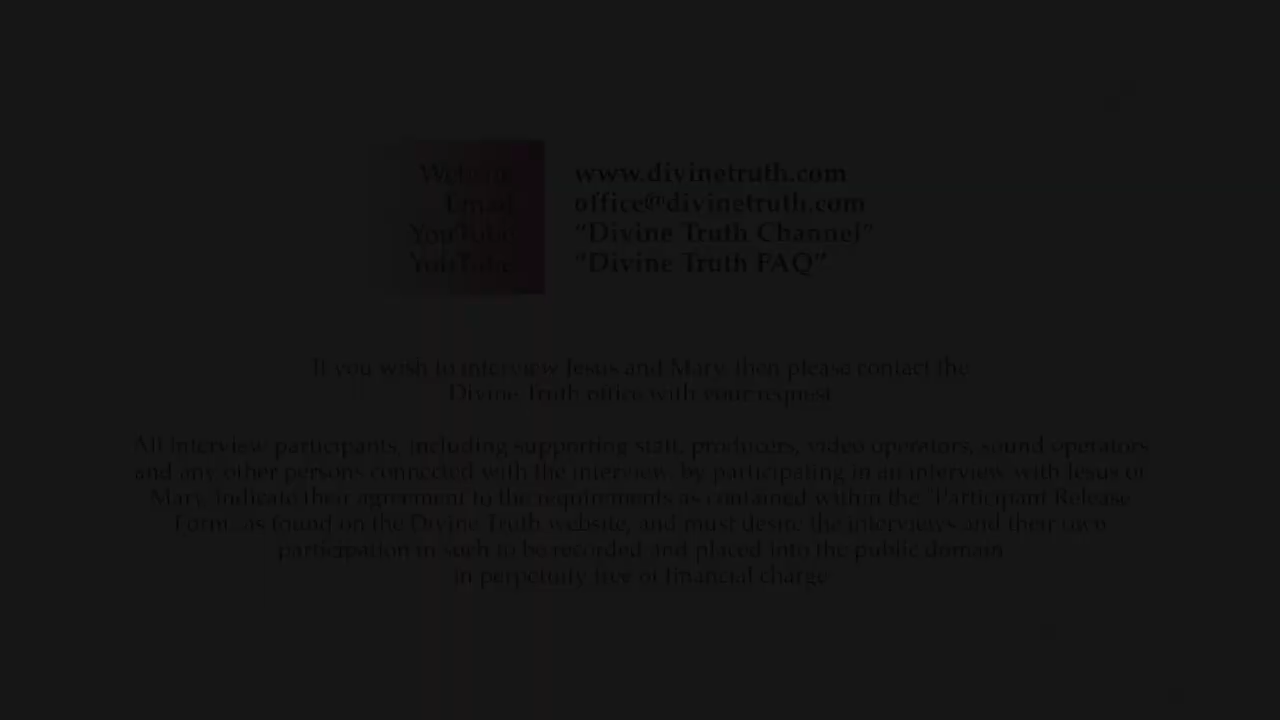 Website www.divinetruth.com
Email office@divinetruth.com
YouTube "Divine Truth Channel"
YouTube "Divine Truth FAQ"
If you wish to interview Jesus and Mary, then please contact the
Divine Truth office with your request
All interview participants, including supporting staff, producers, video operators, sound operators
and any other persons connected with the interview, by participating in an interview with Jesus or
Mary, indicate their agreement to the requirements as contained within the "Participant Release
Form" as found on the Divine Truth website, and must desire the interviews and their own
participation in such to be recorded and placed into the public domain
in perpetuity free of financial charge